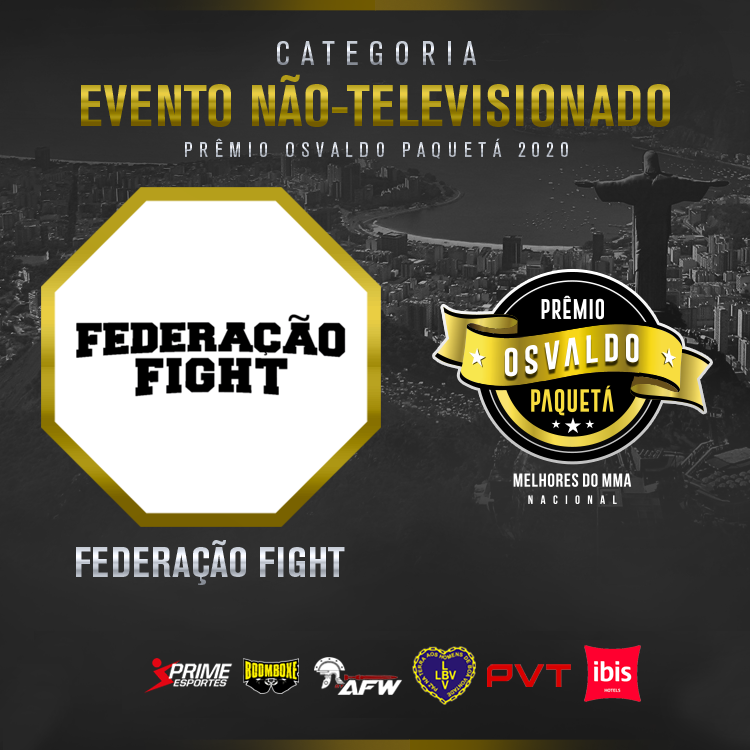 CATEGORIA
EVENTO NÃO-TELEVISIONADO
PRÊMIO OSVALDO PAQUETÁ 2020
FEDERAÇÃO
FIGHT
PRÊMIO
OSVALDO
PAQUETÁ
MELHORES DO MMA
NACIONAL
FEDERAÇÃO FIGHT
PRIME
ESPORTES
BOOMBOXE
AFW
L
LBV
V
PVT
ibis
HOTELS